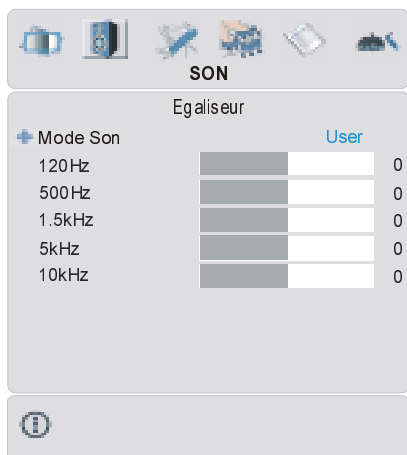 SON
Egaliseur
Mode Son User
120Hz 0
500Hz 0
1.5kHz 0
5kHz 0
10kHz 0